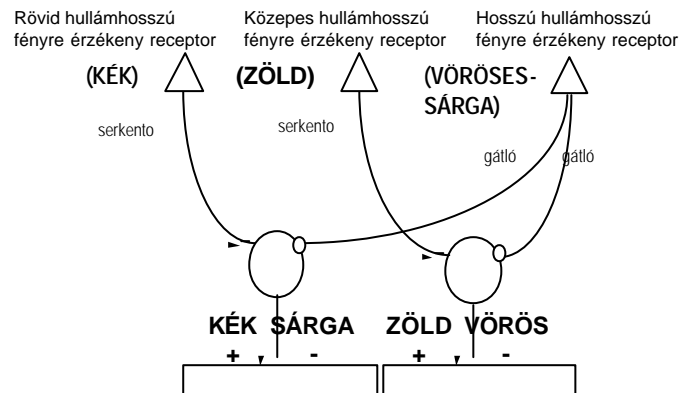 Rövid hullámhosszú
fényre érzékeny receptor
(KÉK)
Közepes hullámhosszú
fényre érzékeny receptor
(ZÖLD)
Hosszú hullámhosszú
fényre érzékeny receptor
(VÖRÖSES-
SÁRGA)
serkento
serkento
gátló
gátló
KÉK SÁRGA
ZÖLD VÖRÖS
+ -
+ -